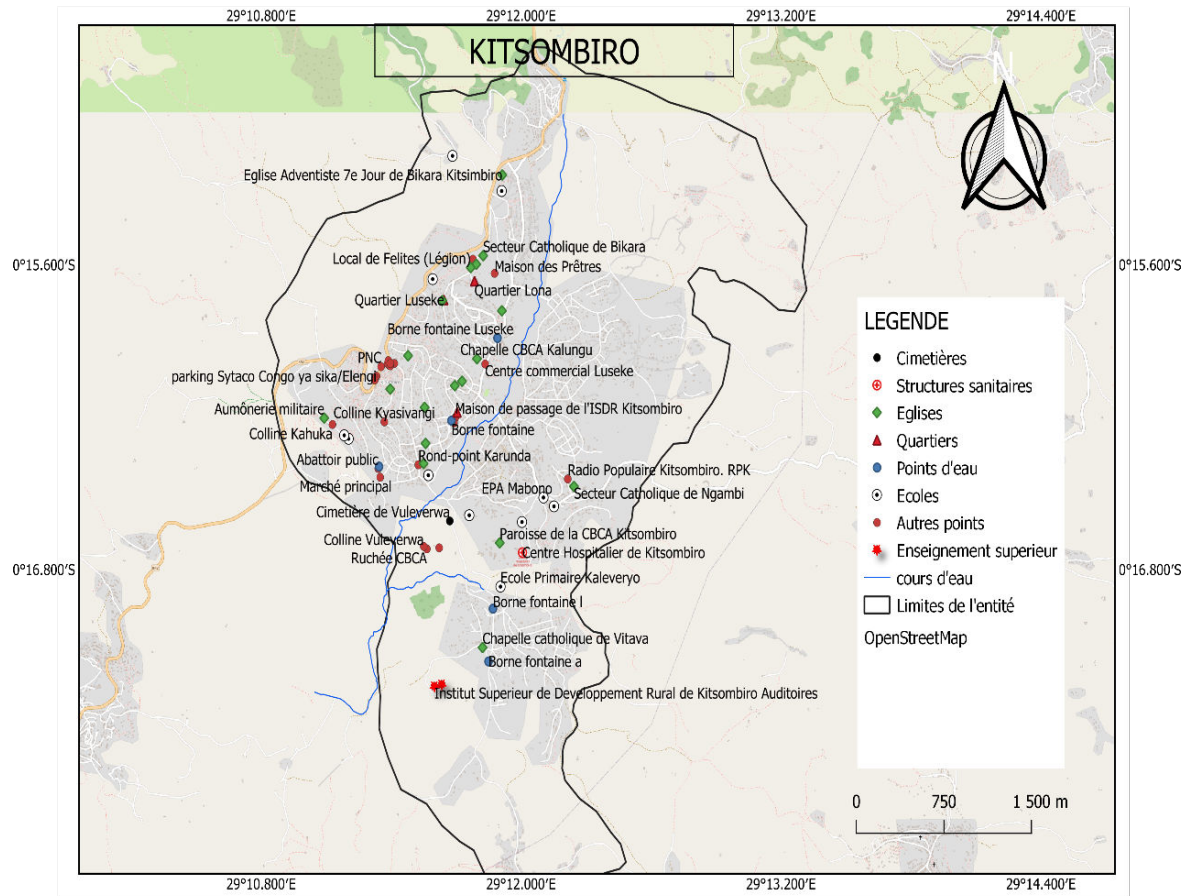 29°10.800′E 29°12.000′E 29°13.200′E 29°14.400′E
KITSOMBIRO
N
Eglise Adventiste 7e Jour de Bikara Kitsimbiro
Secteur Catholique de Bikara
Local de Felites (Légion)
0°15.600′S 0°15.600′S
Maison des Prêtres
Quartier Lona
Quartier Luseke
Borne fontaine Luseke
Chapelle CBCA Kalungu
PNC
Centre commercial Luseke
parking Sytaco Congo ya sika/Elengi
Aumônerie militaire
Colline Kyasivangi
Maison de passage de l'ISDR Kitsombiro
Colline Kahuka
Borne fontaine
Abattoir public
Rond-point Karunda
Radio Populaire Kitsombiro. RPK
Marché principal
EPA Mabono
Secteur Catholique de Ngambi
Cimetière de Vuleverwa
Paroisse de la CBCA Kitsombiro
Colline Vuleverwa
Centre Hospitalier de Kitsombiro
Ruchée CBCA
0°16.800′S 0°16.800′S
Ecole Primaire Kaleveryo
Borne fontaine l
Chapelle catholique de Vitava
Borne fontaine a
Institut Superieur de Developpement Rural de Kitsombiro Auditoires
LEGENDE
Cimetières
Structures sanitaires
Eglises
Quartiers
Points d'eau
Ecoles
Autres points
Enseignement superieur
cours d'eau
Limites de l'entité
OpenStreetMap
0 750 1 500 m
29°10.800′E 29°12.000′E 29°13.200′E 29°14.400′E